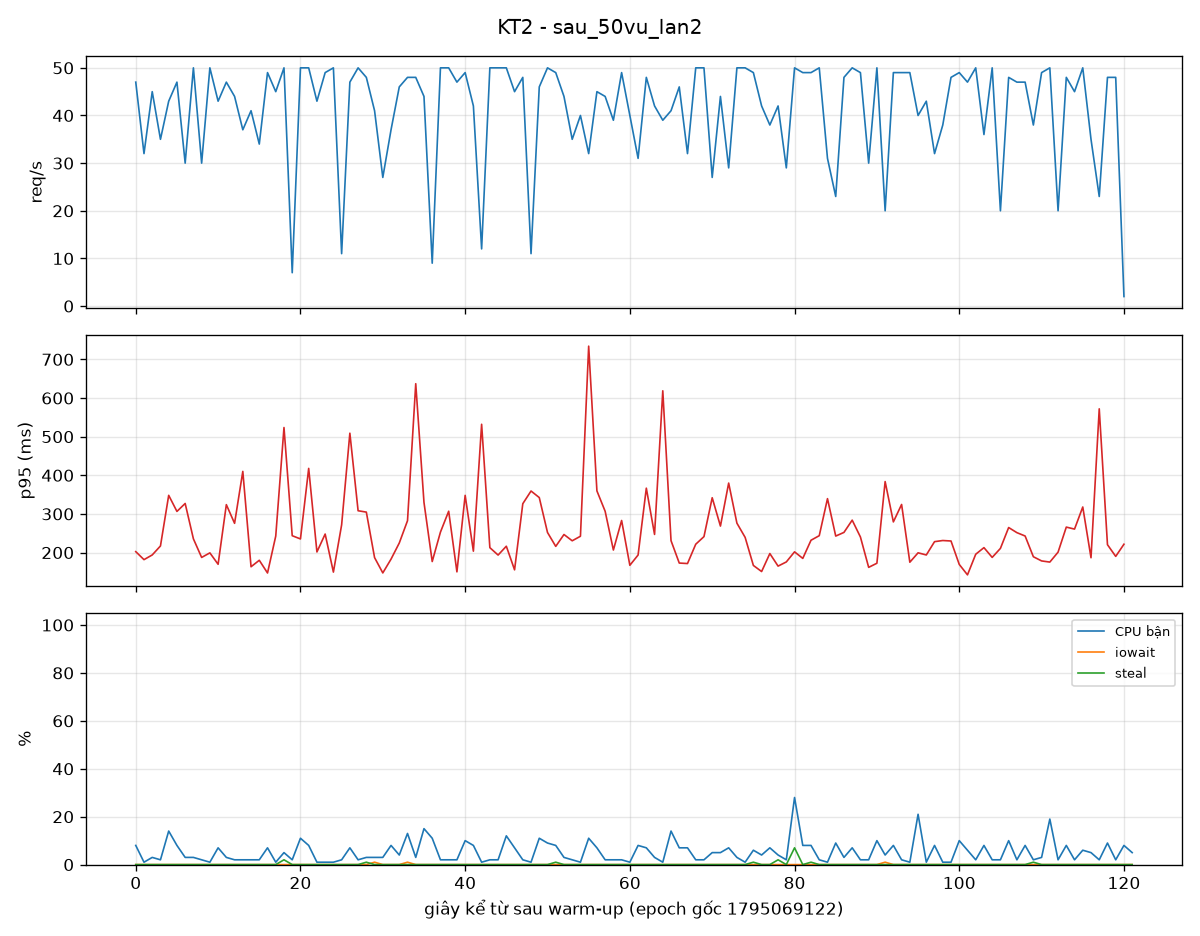 KT2 - sau_50vu_lan2
50
40
30
20
10
0
req/s
700
600
500
400
300
200
p95 (ms)
100
80
60
40
20
0
%
CPU bận
iowait
steal
0 20 40 60 80 100 120
giây kể từ sau warm-up (epoch gốc 1795069122)